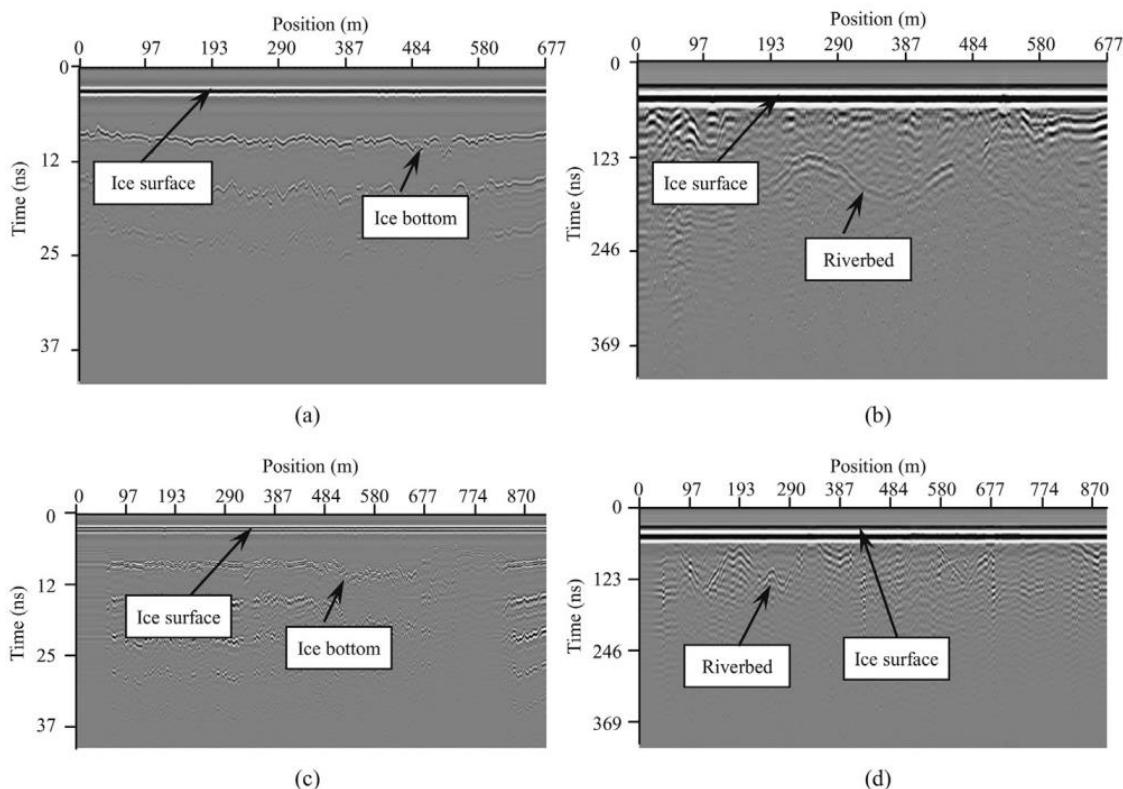 Position (m)
0 97 193 290 387 484 580 677
0
12
25
37
Time (ns)
Ice surface
Ice bottom
(a)
Position (m)
0 97 193 290 387 484 580 677
0
123
246
369
Time (ns)
Ice surface
Riverbed
(b)
Position (m)
0 97 193 290 387 484 580 677 774 870
0
12
25
37
Time (ns)
Ice surface
Ice bottom
(c)
Position (m)
0 97 193 290 387 484 580 677 774 870
0
123
246
369
Time (ns)
Riverbed
Ice surface
(d)